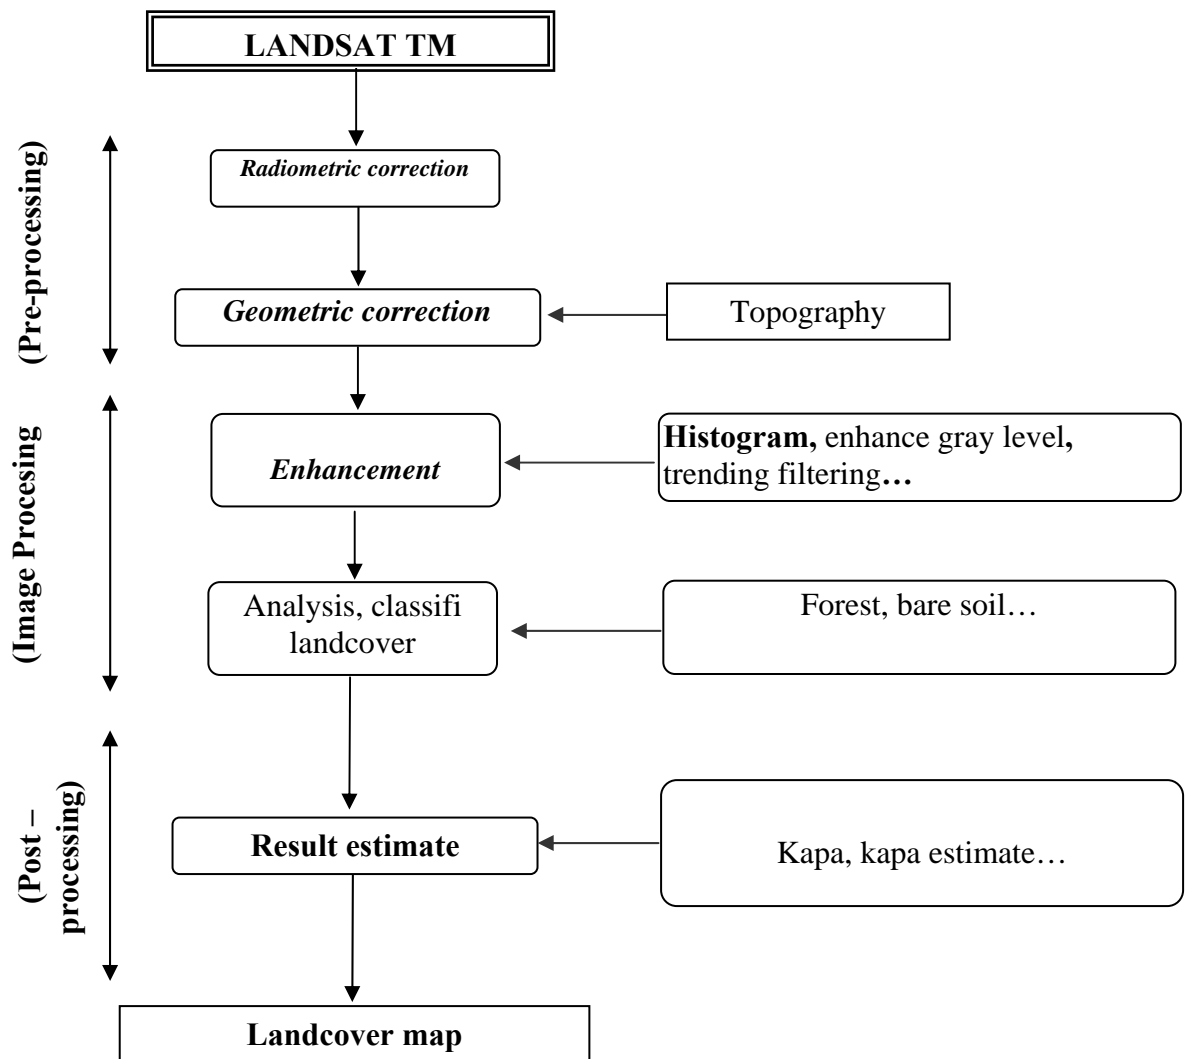 LANDSAT TM
(Pre-processing)
Radiometric correction
Geometric correction
Topography
(Image Procesing
Enhancement
Histogram, enhance gray level,
trending filtering…
Analysis, classifi
landcover
Forest, bare soil…
(Post –
processing)
Result estimate
Kapa, kapa estimate…
Landcover map